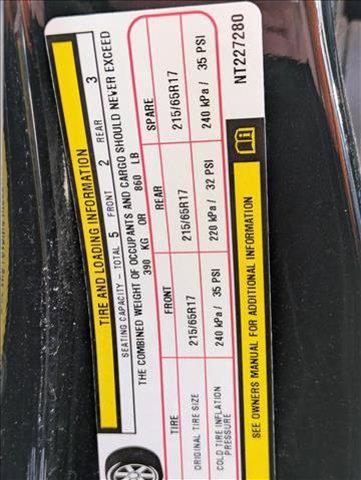 TIRE AND LOADING INFORMATION
SEATING CAPACITY - TOTAL 5 FRONT 2 REAR 3
THE COMBINED WEIGHT OF OCCUPANTS AND CARGO SHOULD NEVER EXCEED
390 KG OR 860 LB
TIRE FRONT REAR SPARE
ORIGINAL TIRE SIZE 215/65R17 215/65R17 215/65R17
COLD TIRE INFLATION PRESSURE 240 kPa / 35 PSI 220 kPa / 32 PSI 240 kPa / 35 PSI
SEE OWNERS MANUAL FOR ADDITIONAL INFORMATION
NT227280